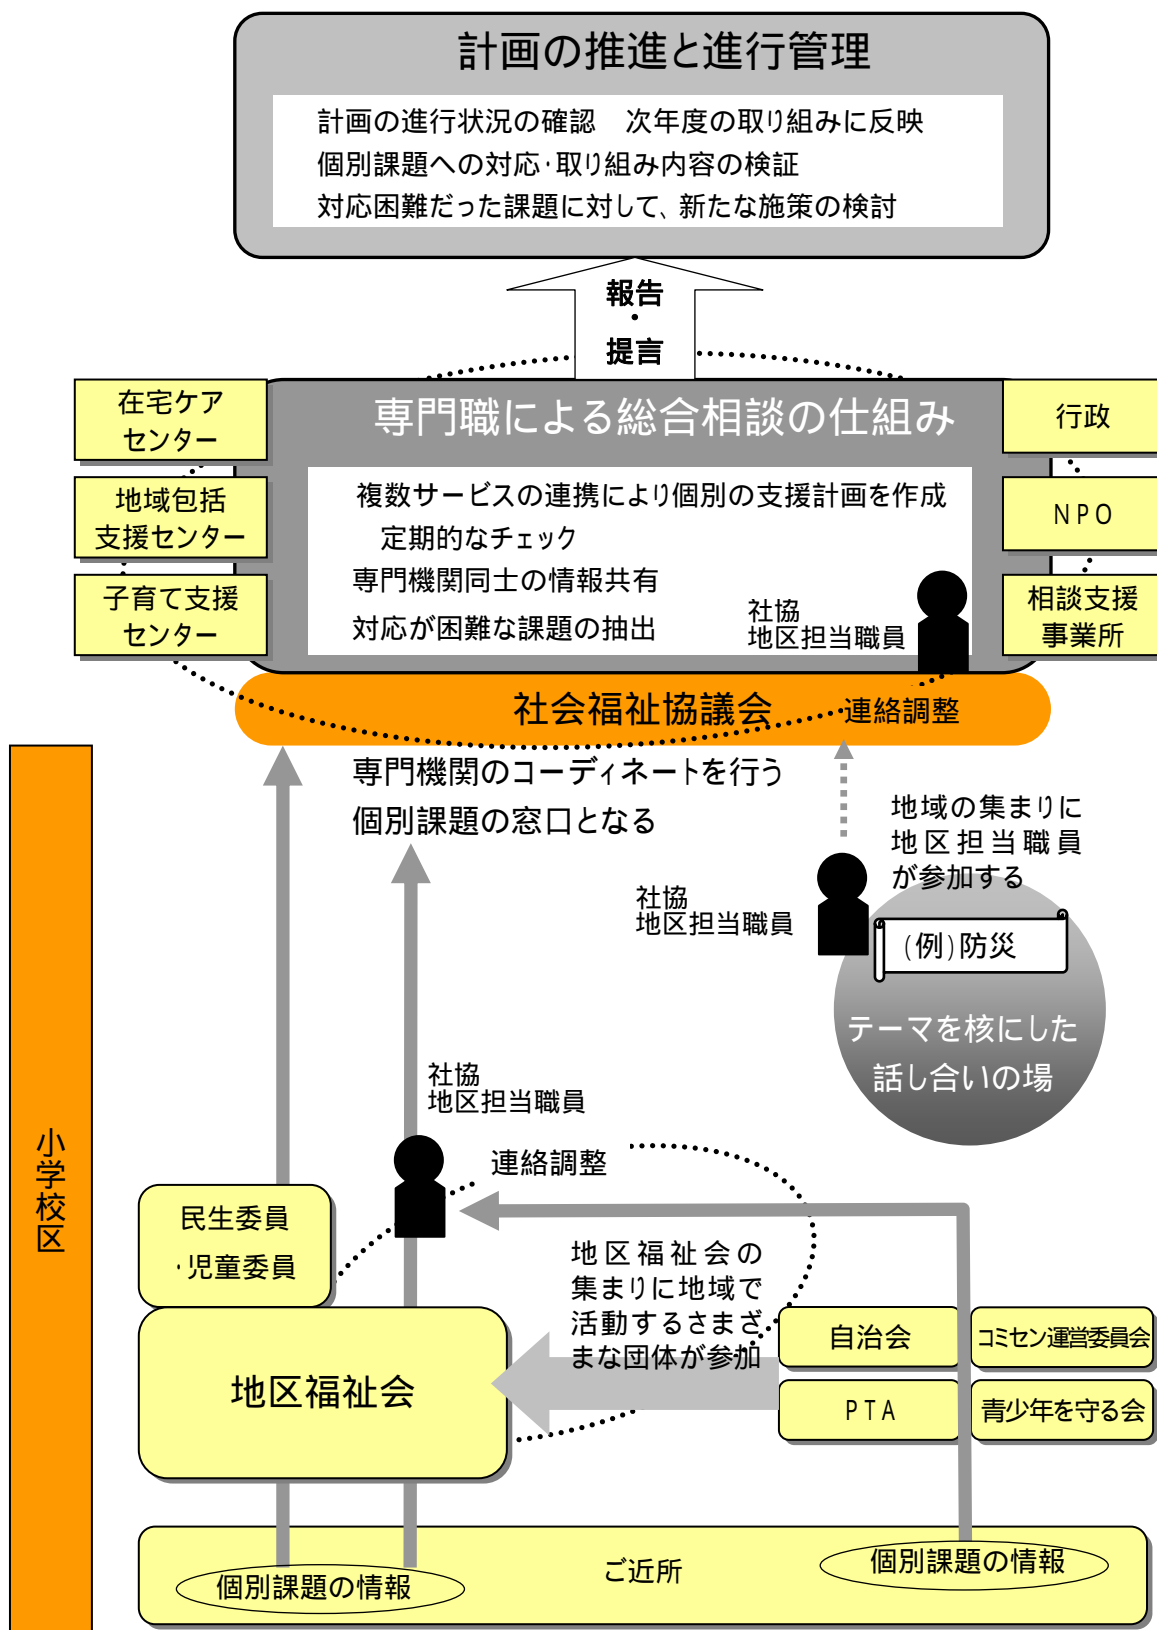 計画の推進と進行管理
計画の進行状況の確認　次年度の取り組みに反映
個別課題への対応・取り組み内容の検証
対応困難だった課題に対して、新たな施策の検討
報告
・
提言
在宅ケア
センター
地域包括
支援センター
子育て支援
センター
専門職による総合相談の仕組み
複数サービスの連携により個別の支援計画を作成
定期的なチェック
専門機関同士の情報共有
対応が困難な課題の抽出
社協
地区担当職員
行政
ＮＰＯ
相談支援
事業所
社会福祉協議会
連絡調整
専門機関のコーディネートを行う
個別課題の窓口となる
地域の集まりに
地区担当職員
が参加する
社協
地区担当職員
(例)防災
テーマを核にした
話し合いの場
小学校区
社協
地区担当職員
連絡調整
民生委員
・児童委員
地区福祉会の
集まりに地域で
活動するさまざ
まな団体が参加
地区福祉会
自治会
コミセン運営委員会
ＰＴＡ
青少年を守る会
個別課題の情報
ご近所
個別課題の情報